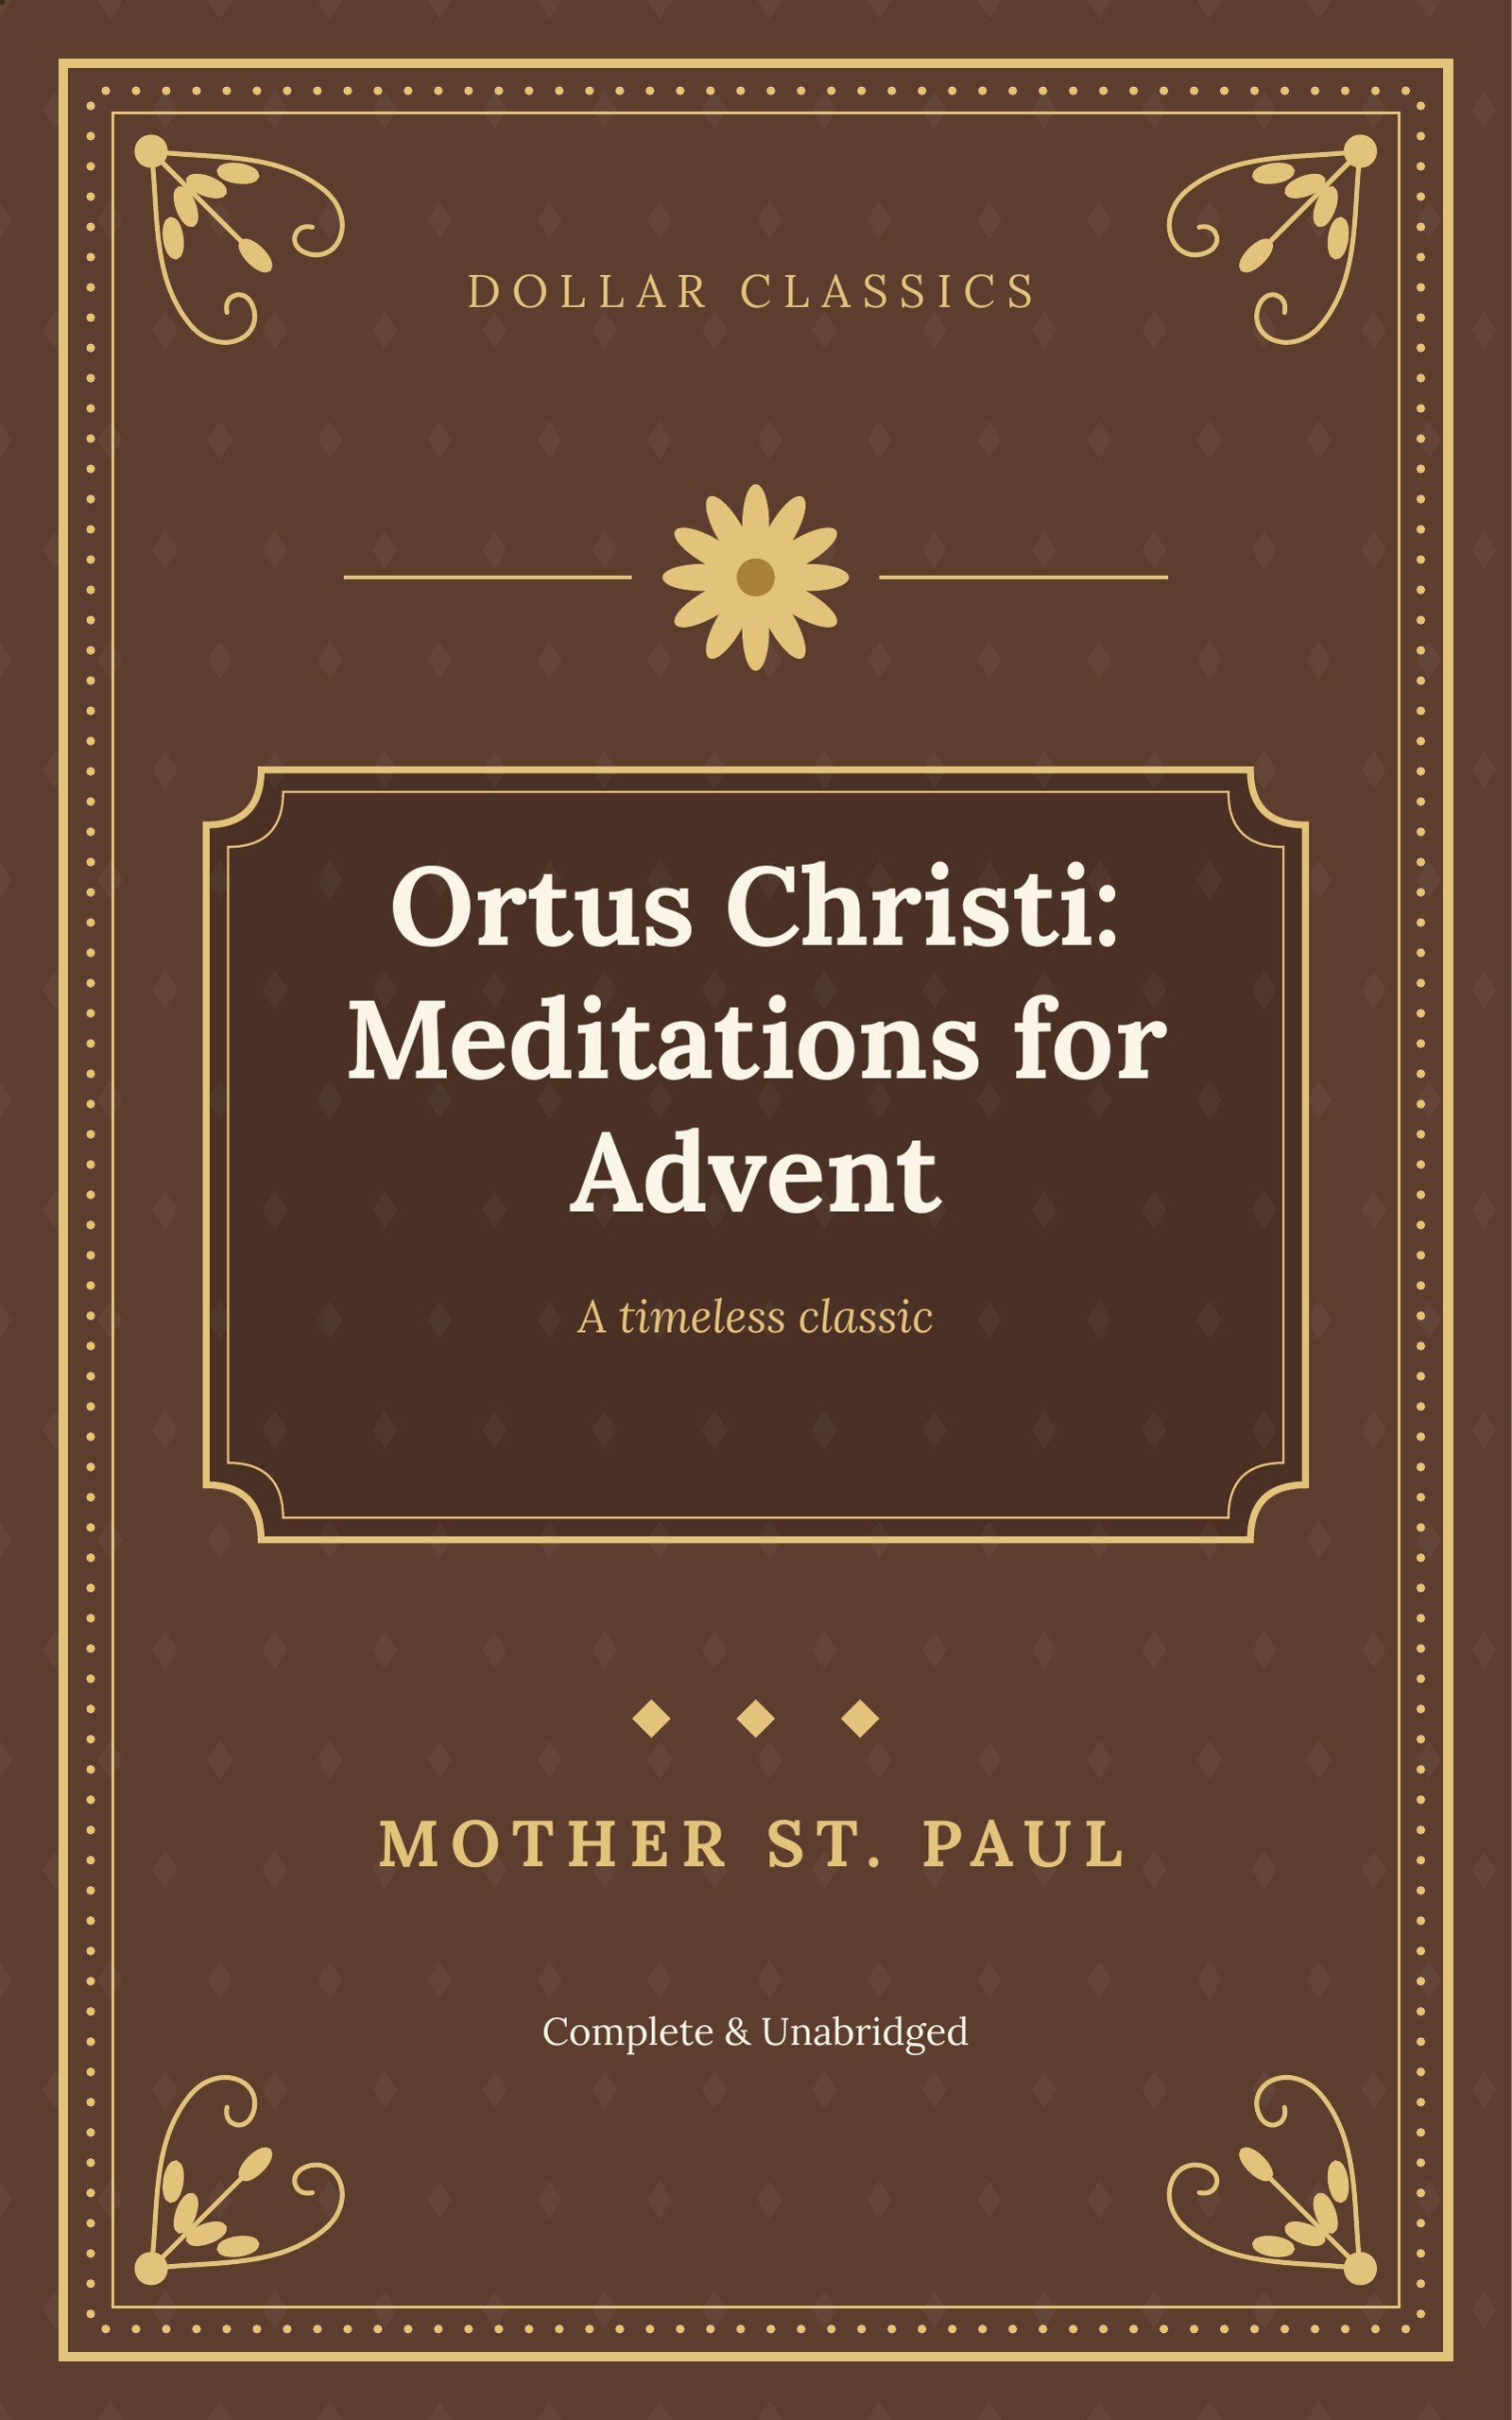 DOLLAR CLASSICS
Ortus Christi:
Meditations for
Advent
A timeless classic
MOTHER ST. PAUL
Complete & Unabridged